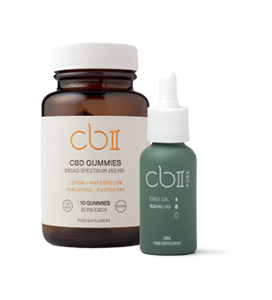 cbII
CBD GUMMIES
BROAD SPECTRUM 250 MG
LEMON - WATERMELON
TANGERINE - RASPBERRY
10 GUMMIES
25 MG EACH
FOOD SUPPLEMENT
cbII
PURE
CBD OIL
30ML
FOOD SUPPLEMENT